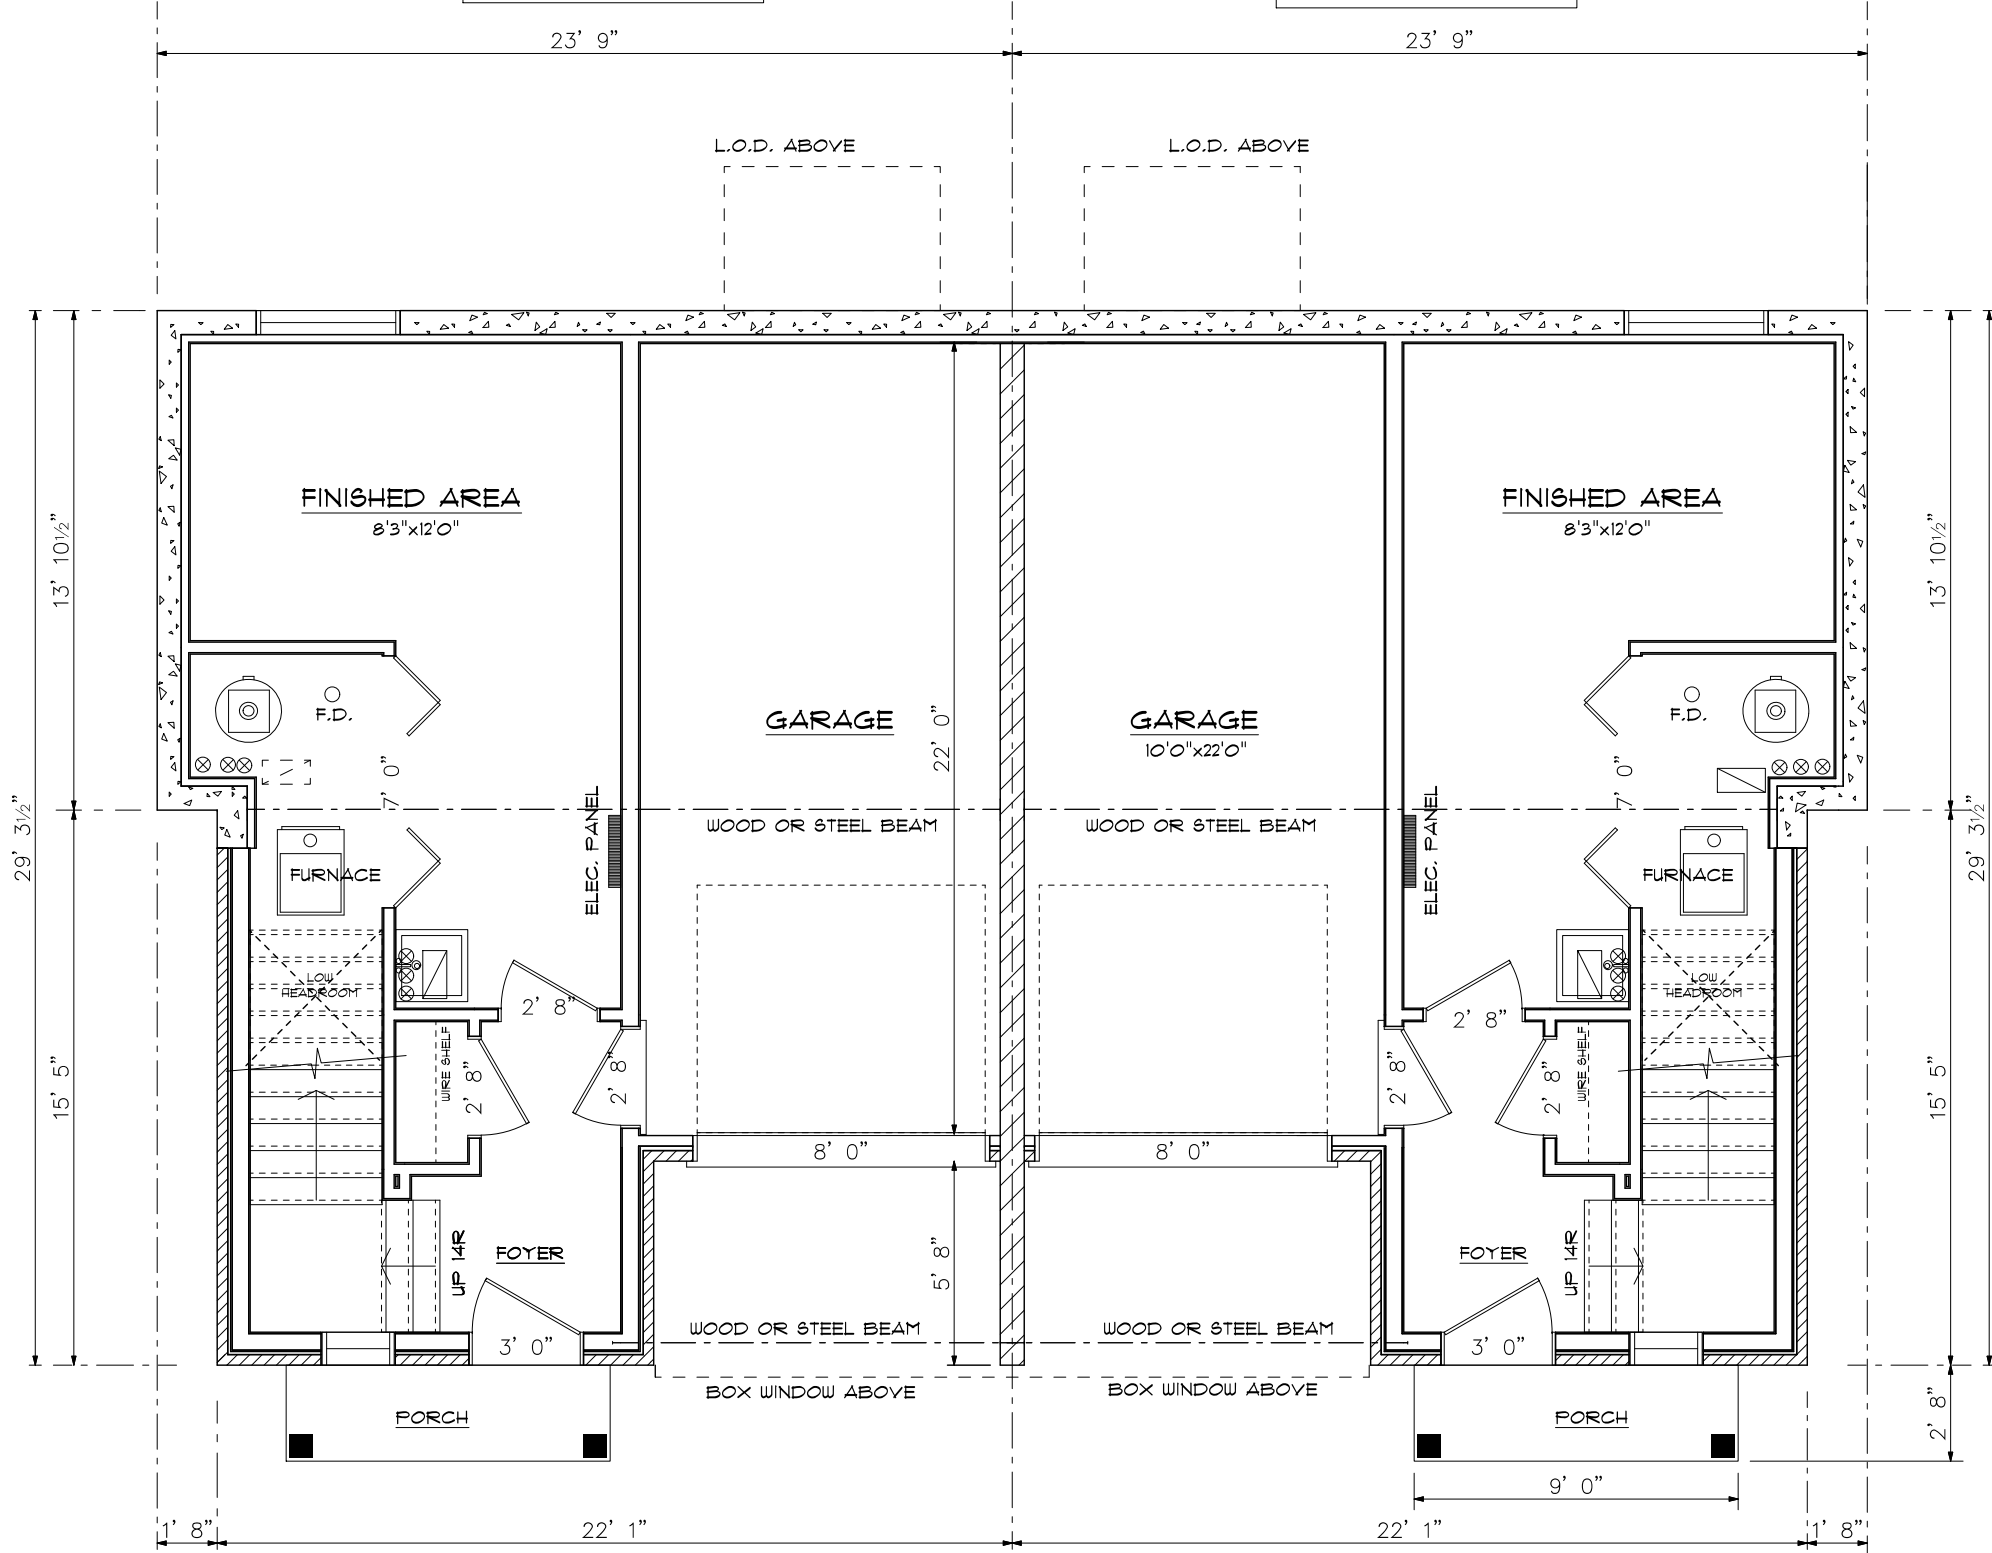 23' 9"
23' 9"
L.O.D. ABOVE
L.O.D. ABOVE
FINISHED AREA
8'3"x12'0"
FINISHED AREA
8'3"x12'0"
13' 10½"
13' 10½"
F.D.
F.D.
GARAGE
GARAGE
10'0"x22'0"
22' 0"
7' 0"
7' 0"
WOOD OR STEEL BEAM
WOOD OR STEEL BEAM
29' 3½"
29' 3½"
ELEC. PANEL
ELEC. PANEL
FURNACE
FURNACE
LOW
HEADROOM
LOW
HEADROOM
2' 8"
2' 8"
WIRE SHELF
WIRE SHELF
2' 8"
2' 8"
2' 8"
2' 8"
15' 5"
15' 5"
8' 0"
8' 0"
UP 14R
FOYER
FOYER
UP 14R
5' 8"
WOOD OR STEEL BEAM
WOOD OR STEEL BEAM
3' 0"
3' 0"
BOX WINDOW ABOVE
BOX WINDOW ABOVE
PORCH
PORCH
2' 8"
9' 0"
1' 8"
22' 1"
22' 1"
1' 8"